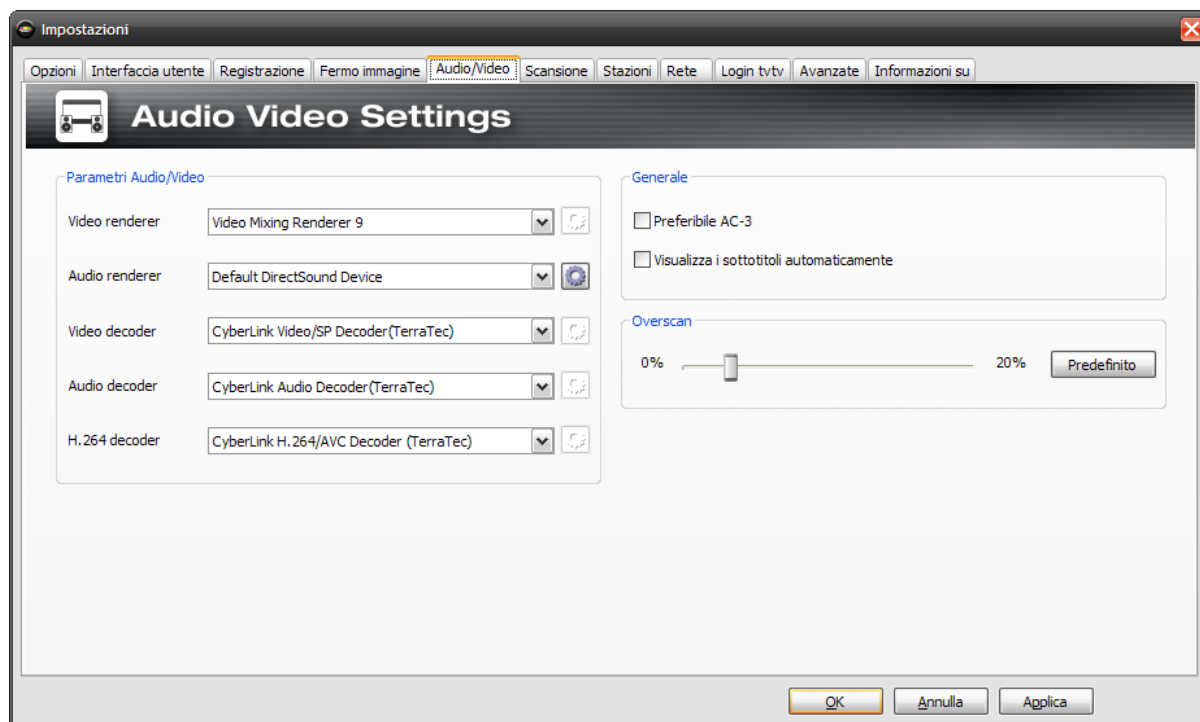 Impostazioni
Opzioni Interfaccia utente Registrazione Fermo immagine Audio/Video Scansione Stazioni Rete Login tvtv Avanzate Informazioni su
Audio Video Settings
Parametri Audio/Video
Video renderer Video Mixing Renderer 9
Audio renderer Default DirectSound Device
Video decoder CyberLink Video/SP Decoder(TerraTec)
Audio decoder CyberLink Audio Decoder(TerraTec)
H.264 decoder CyberLink H.264/AVC Decoder (TerraTec)
Generale
Preferibile AC-3
Visualizza i sottotitoli automaticamente
Overscan
0% 20% Predefinito
OK Annulla Applica